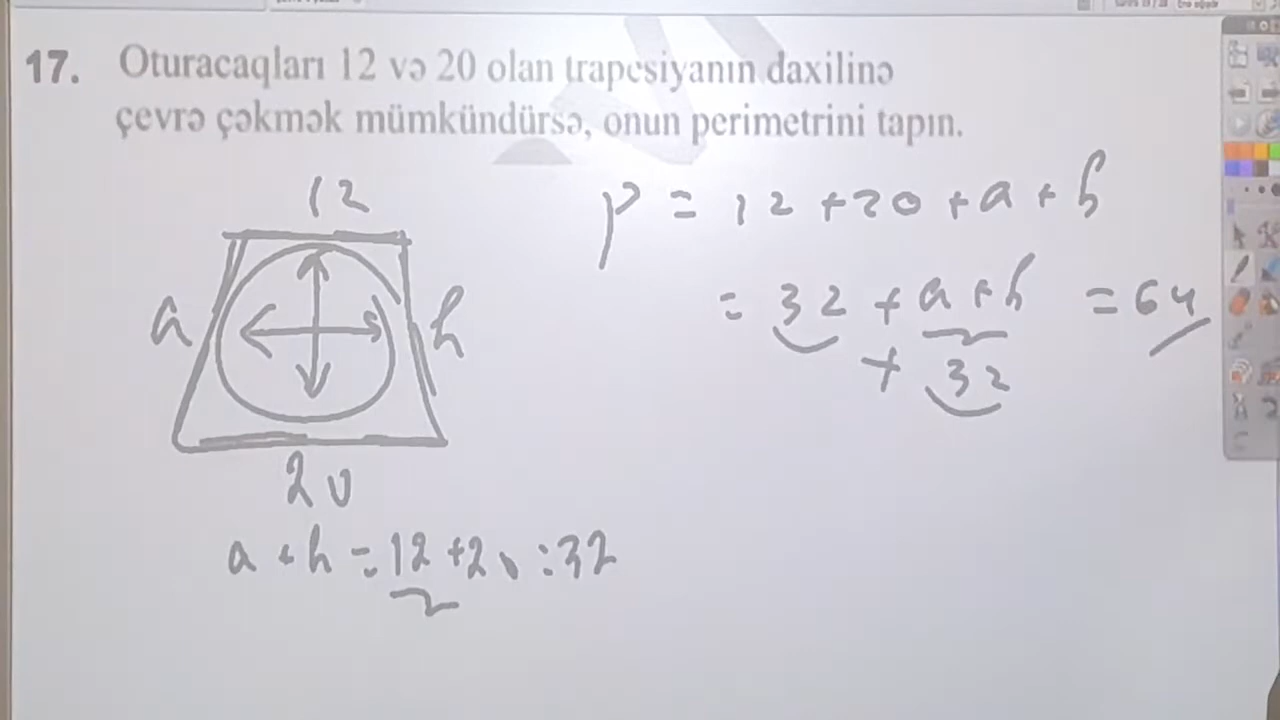 17. Oturacaqları 12 və 20 olan trapesiyanın daxilinə
çevrə çəkmək mümkündürsə, onun perimetrini tapın.
12
a
b
20
a + b = 12 + 20 = 32
P = 12 + 20 + a + b
= 32 + a + b = 64
+ 32